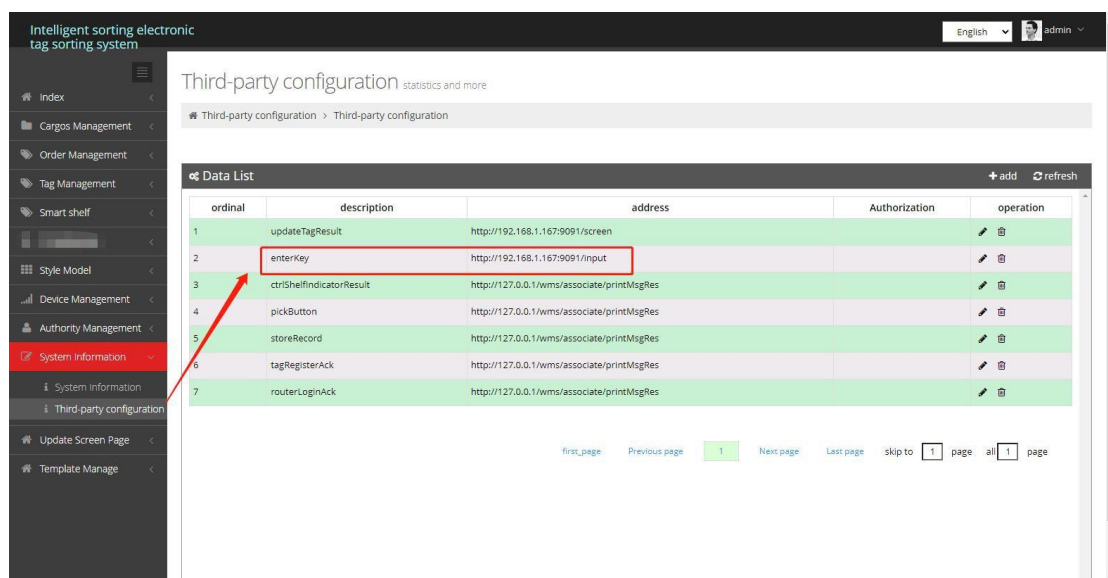 Intelligent sorting electronic
tag sorting system
English
admin
Index
Cargos Management
Order Management
Tag Management
Smart shelf
Style Model
Device Management
Authority Management
System Information
System Information
Third-party configuration
Update Screen Page
Template Manage
Third-party configuration statistics and more
Third-party configuration > Third-party configuration
Data List
add refresh
ordinal description address Authorization operation
1 updateTagResult http://192.168.1.167:9091/screen
2 enterKey http://192.168.1.167:9091/input
3 ctrlShelfIndicatorResult http://127.0.0.1/wms/associate/printMsgRes
4 pickButton http://127.0.0.1/wms/associate/printMsgRes
5 storeRecord http://127.0.0.1/wms/associate/printMsgRes
6 tagRegisterAck http://127.0.0.1/wms/associate/printMsgRes
7 routerLoginAck http://127.0.0.1/wms/associate/printMsgRes
first_page Previous page 1 Next page Last page skip to 1 page all 1 page